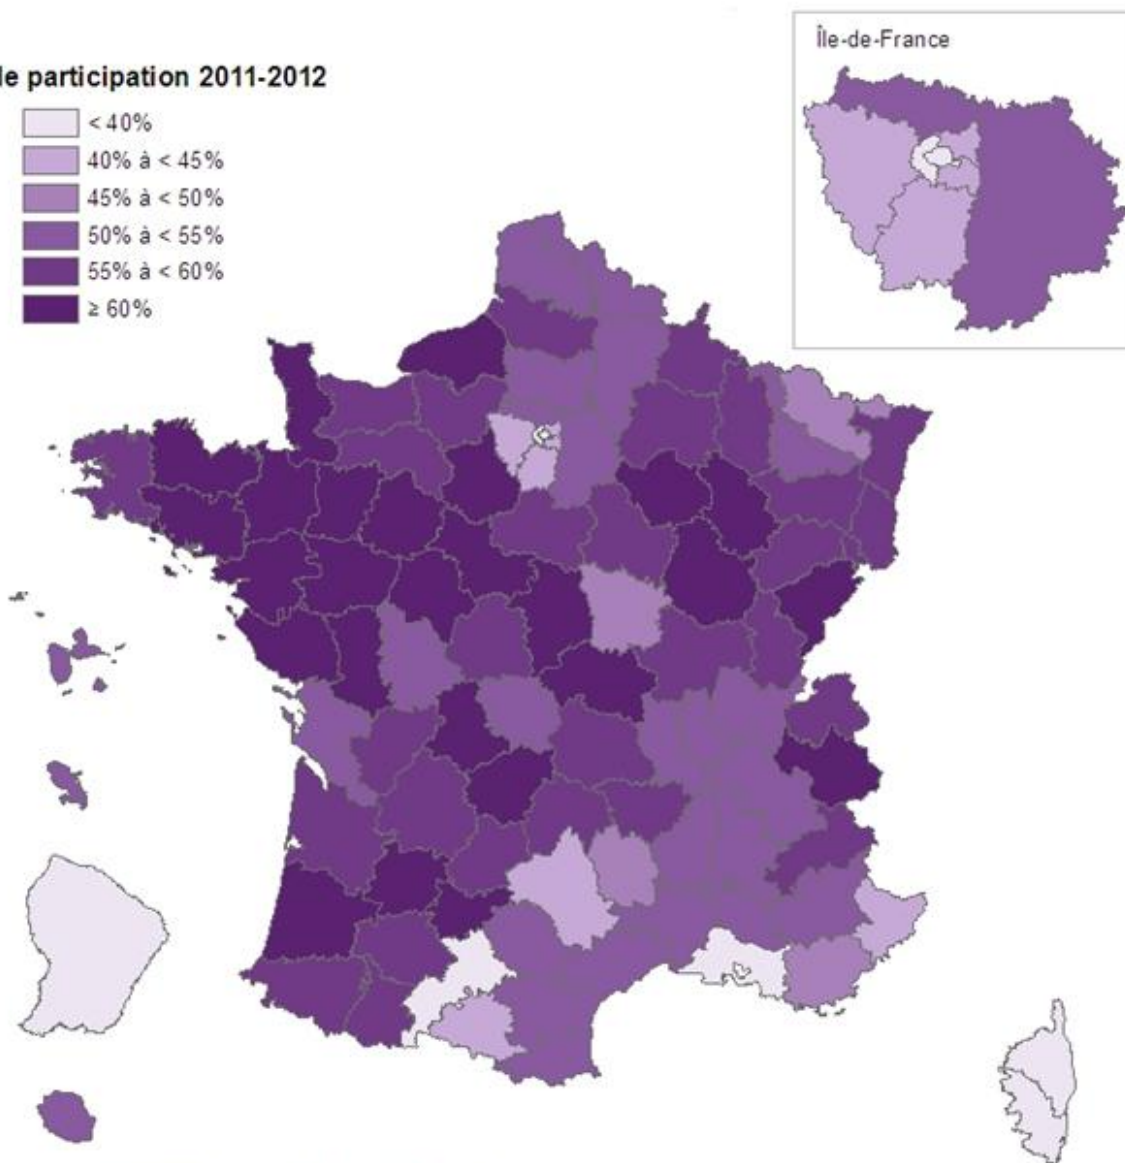 le participation 2011-2012
< 40%
40% à < 45%
45% à < 50%
50% à < 55%
55% à < 60%
≥ 60%
Île-de-France